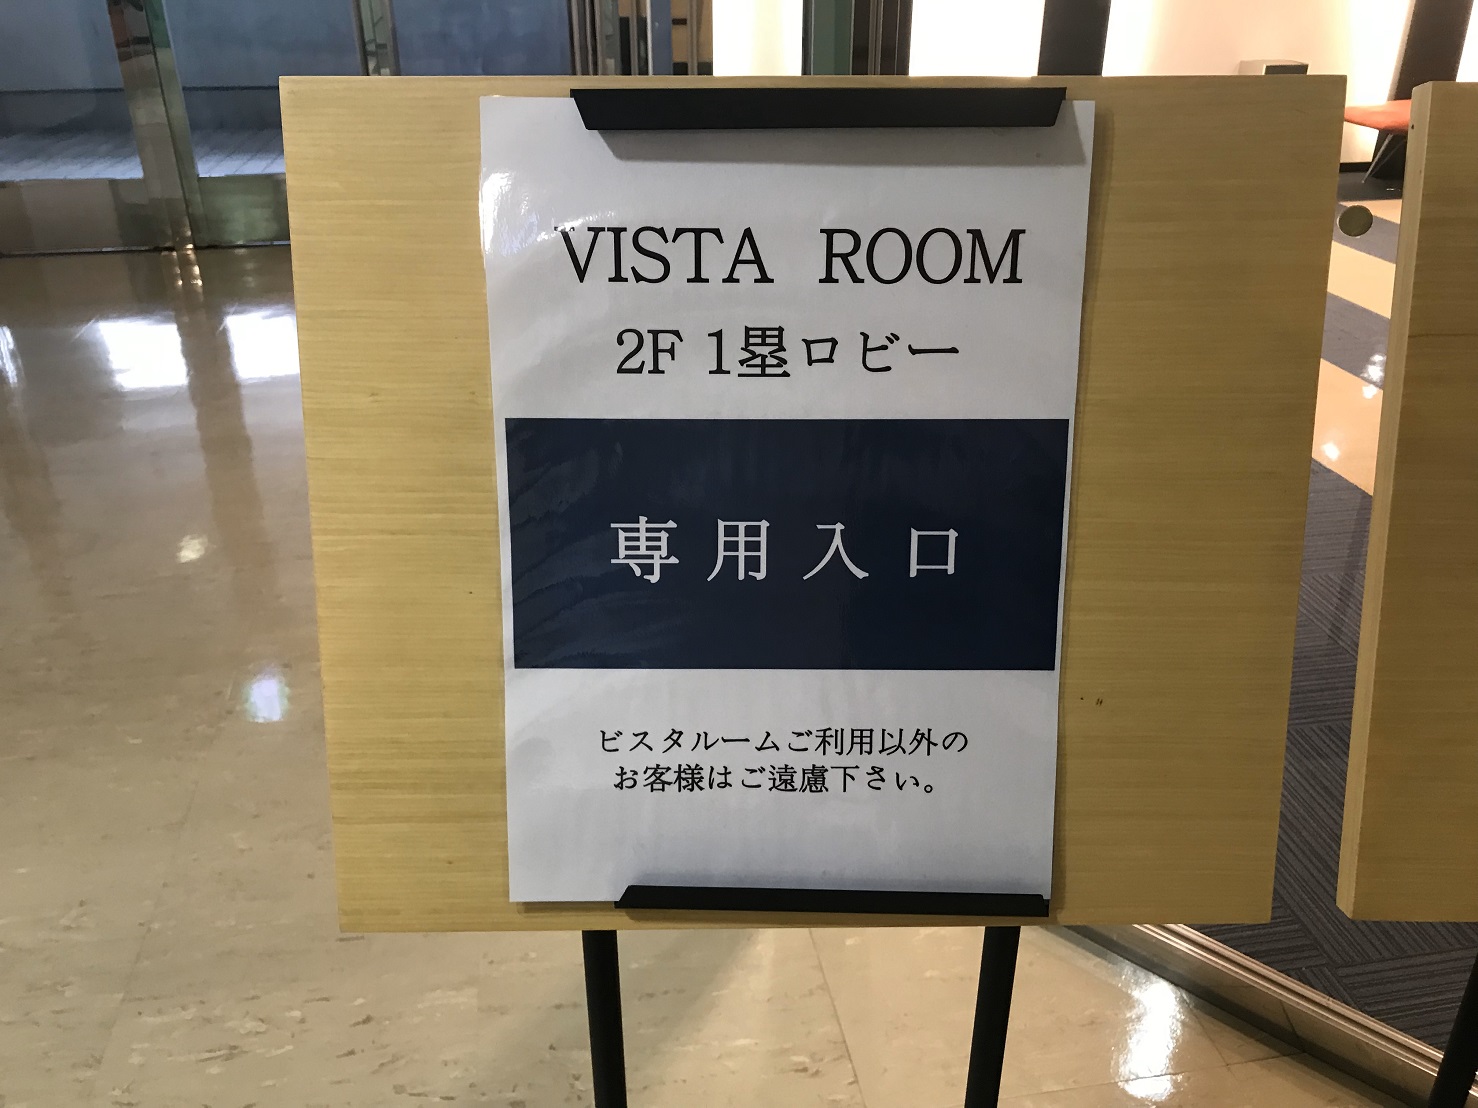 VISTA ROOM
2F 1塁ロビー
専用入口
ビスタルームご利用以外の
お客様はご遠慮下さい。